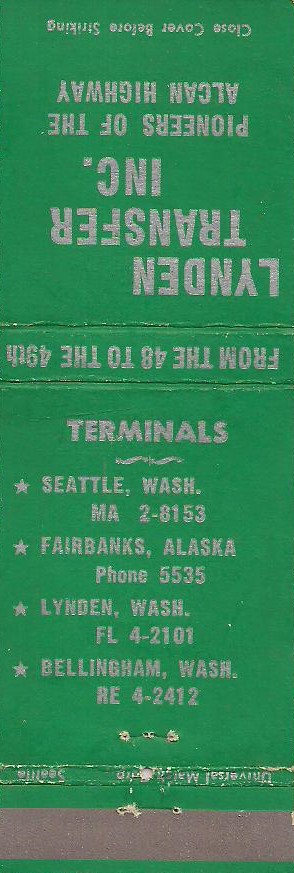 LYNDEN
TRANSFER
INC.
PIONEERS OF THE
ALCAN HIGHWAY
Close Cover Before Striking
FROM THE 48 TO THE 49th
TERMINALS
★ SEATTLE, WASH.
MA 2-8153
★ FAIRBANKS, ALASKA
Phone 5535
★ LYNDEN, WASH.
FL 4-2101
★ BELLINGHAM, WASH.
RE 4-2412
Universal Match Seattle